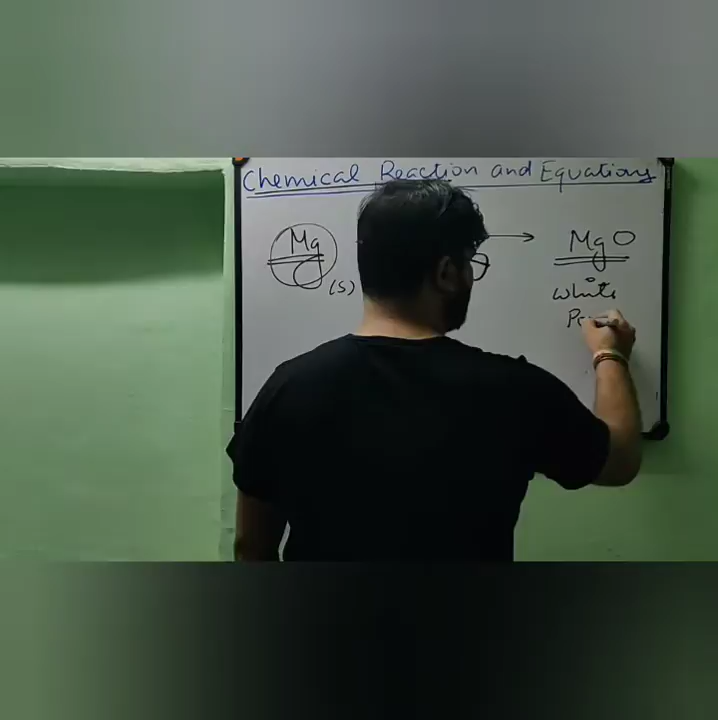 Chemical Reaction and Equations
Mg (s) → MgO
White